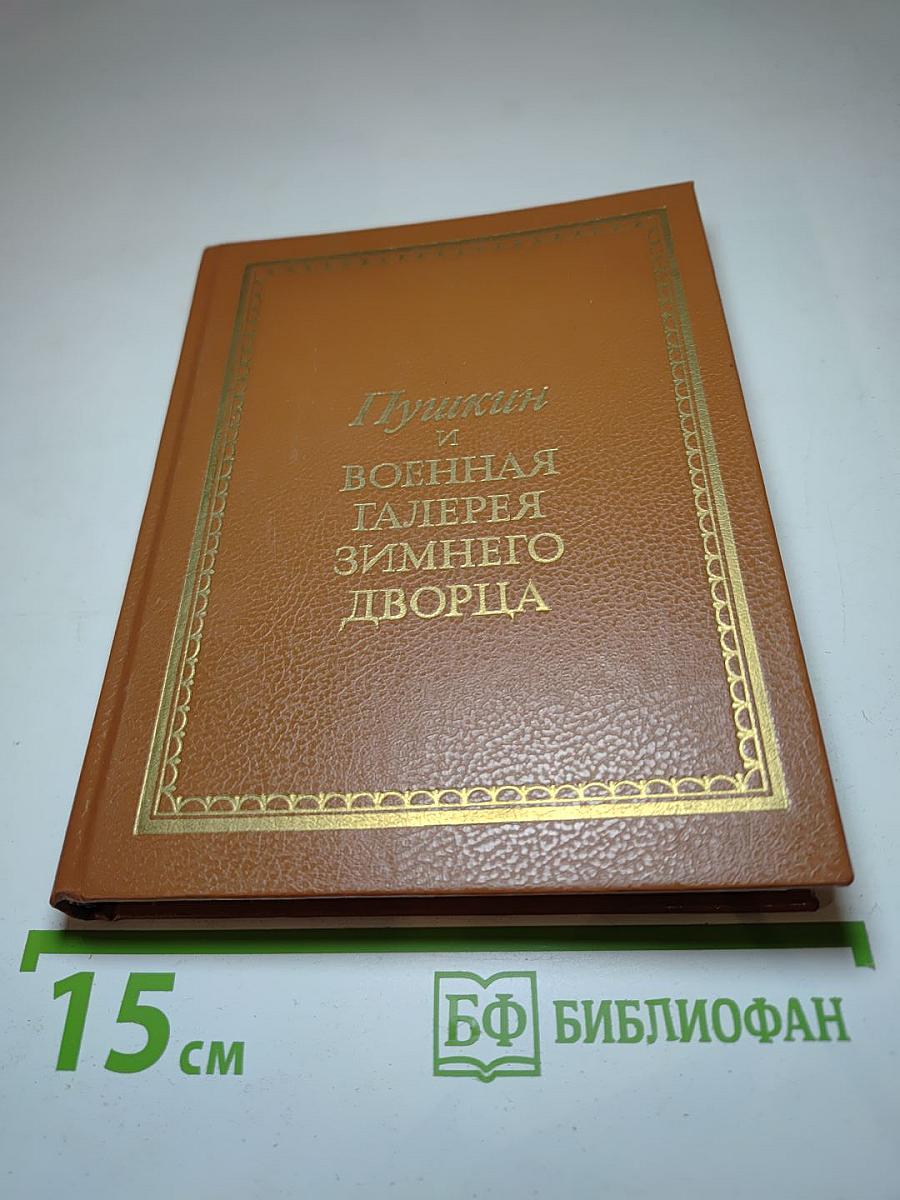 Пушкин
и
ВОЕННАЯ
ГАЛЕРЕЯ
ЗИМНЕГО
ДВОРЦА
15 см
БФ БИБЛИОФАН